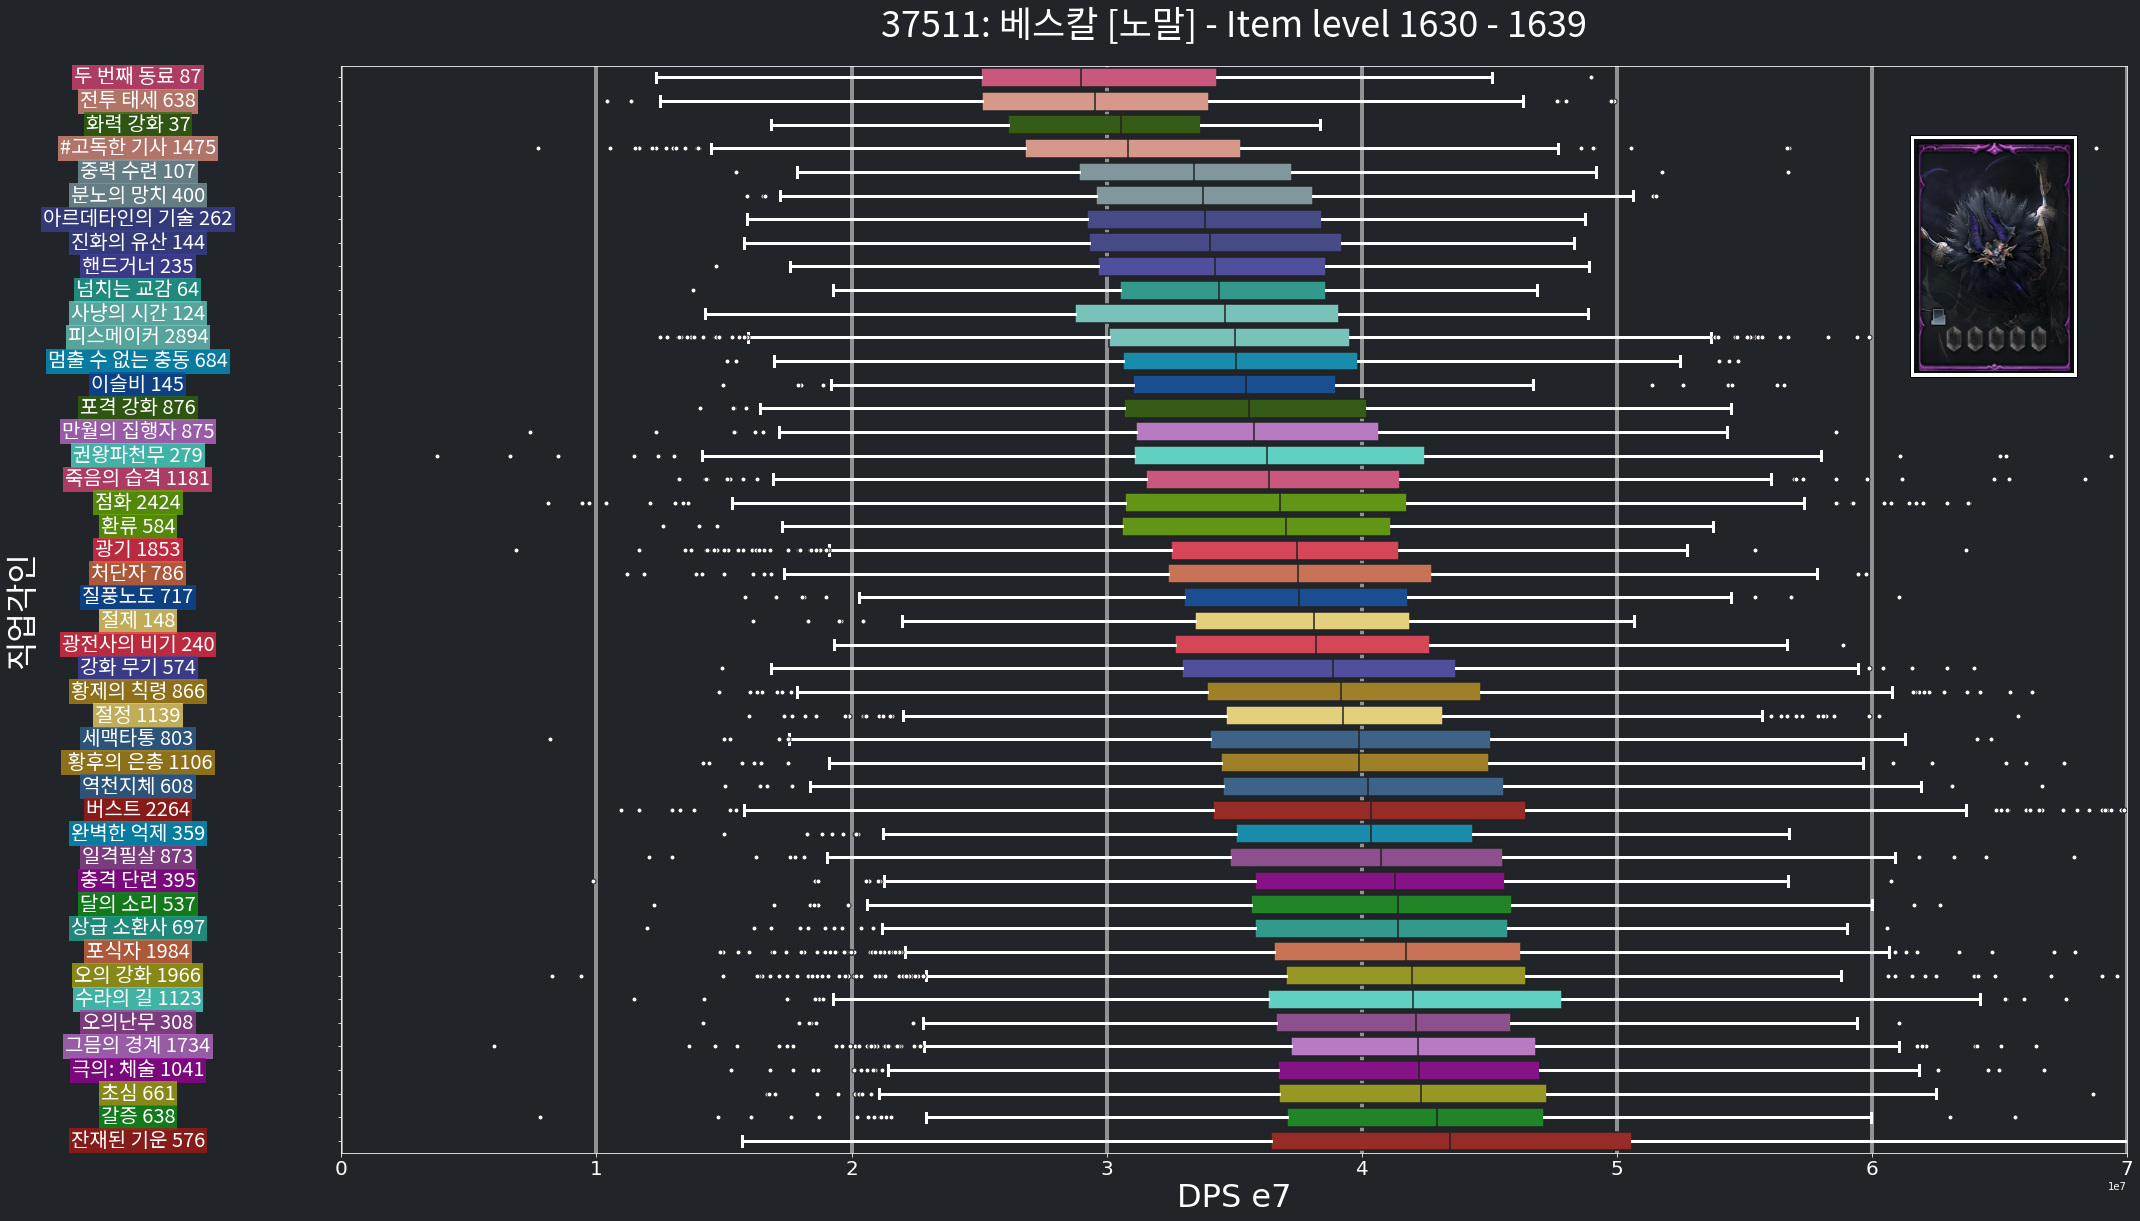 37511: 베스칼 [노말] - Item level 1630 - 1639
두 번째 동료 87
전투 태세 638
화력 강화 37
#고독한 기사 1475
중력 수련 107
분노의 망치 400
아르데타인의 기술 262
진화의 유산 144
핸드거너 235
넘치는 교감 64
사냥의 시간 124
피스메이커 2894
멈출 수 없는 충동 684
이슬비 145
포격 강화 876
만월의 집행자 875
권왕파천무 279
죽음의 습격 1181
점화 2424
환류 584
광기 1853
처단자 786
질풍노도 717
절제 148
광전사의 비기 240
강화 무기 574
황제의 칙령 866
절정 1139
세맥타통 803
황후의 은총 1106
역천지체 608
버스트 2264
완벽한 억제 359
일격필살 873
충격 단련 395
달의 소리 537
상급 소환사 697
포식자 1984
오의 강화 1966
수라의 길 1123
오의난무 308
그믐의 경계 1734
극의: 체술 1041
초심 661
갈증 638
잔재된 기운 576
직업각인
0 1 2 3 4 5 6 7
1e7
DPS e7